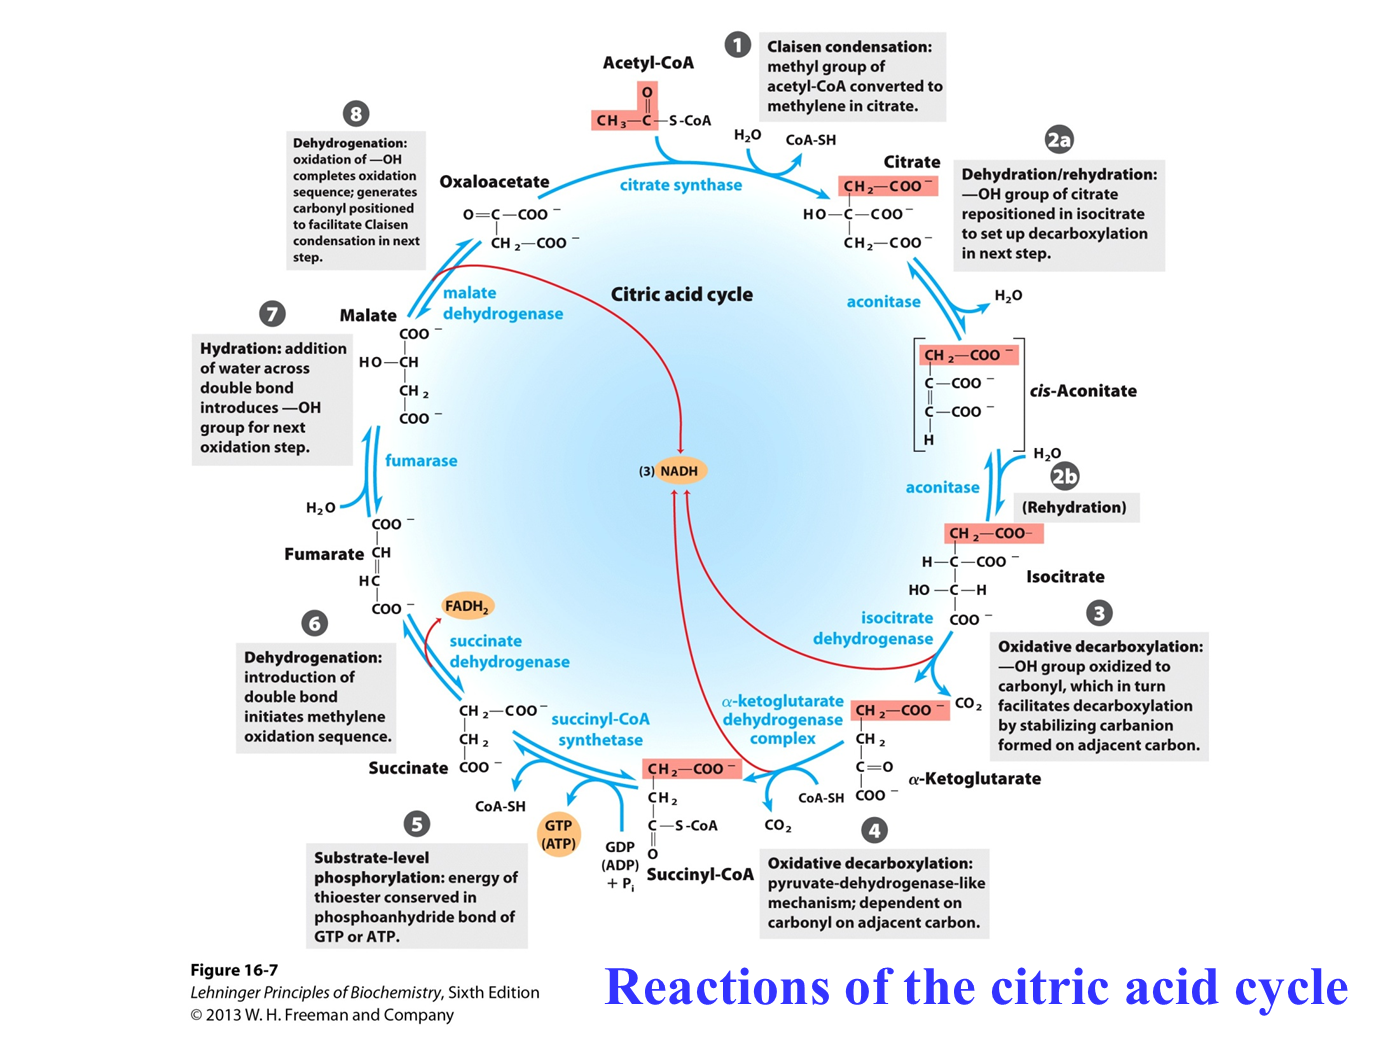 1
Claisen condensation:
methyl group of
acetyl-CoA converted to
methylene in citrate.
Acetyl-CoA
O
CH3—C—S-CoA
H2O
CoA-SH
citrate synthase
8
Dehydrogenation:
oxidation of —OH
completes oxidation
sequence; generates
carbonyl positioned
to facilitate Claisen
condensation in next
step.
Oxaloacetate
O=C—COO−
CH2—COO−
Citrate
CH2—COO−
HO—C—COO−
CH2—COO−
2a
Dehydration/rehydration:
—OH group of citrate
repositioned in isocitrate
to set up decarboxylation
in next step.
Citric acid cycle
malate
dehydrogenase
aconitase
H2O
7
Hydration: addition
of water across
double bond
introduces —OH
group for next
oxidation step.
Malate
COO−
HO—CH
CH2
COO−
CH2—COO−
C—COO−
C—COO−
H
cis-Aconitate
fumarase
H2O
(3) NADH
aconitase
H2O
2b
(Rehydration)
Fumarate
COO−
CH
HC
COO−
CH2—COO−
H—C—COO−
HO—C—H
COO−
Isocitrate
FADH2
6
Dehydrogenation:
introduction of
double bond
initiates methylene
oxidation sequence.
succinate
dehydrogenase
isocitrate
dehydrogenase
3
Oxidative decarboxylation:
—OH group oxidized to
carbonyl, which in turn
facilitates decarboxylation
by stabilizing carbanion
formed on adjacent carbon.
CO2
Succinate
CH2—COO−
CH2
COO−
succinyl-CoA
synthetase
α-ketoglutarate
dehydrogenase
complex
CH2—COO−
CH2
C=O
COO−
α-Ketoglutarate
CoA-SH
GTP
(ATP)
GDP
(ADP)
+ Pi
CH2—COO−
CH2
C—S-CoA
O
Succinyl-CoA
CoA-SH
CO2
5
Substrate-level
phosphorylation: energy of
thioester conserved in
phosphoanhydride bond of
GTP or ATP.
4
Oxidative decarboxylation:
pyruvate-dehydrogenase-like
mechanism; dependent on
carbonyl on adjacent carbon.
Figure 16-7
Lehninger Principles of Biochemistry, Sixth Edition
© 2013 W. H. Freeman and Company
Reactions of the citric acid cycle